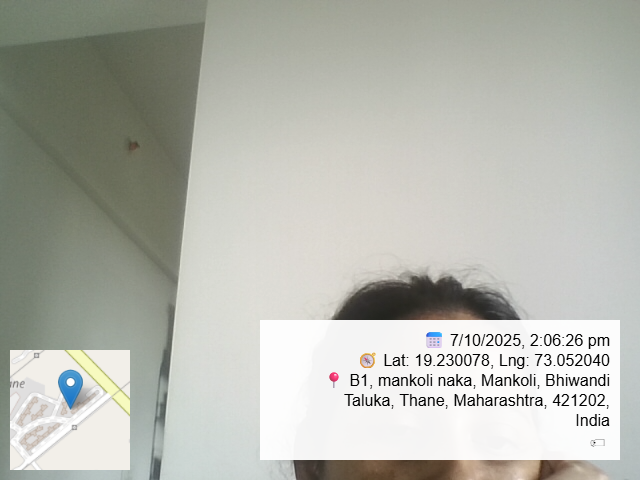 7/10/2025, 2:06:26 pm
Lat: 19.230078, Lng: 73.052040
B1, mankoli naka, Mankoli, Bhiwandi
Taluka, Thane, Maharashtra, 421202,
India